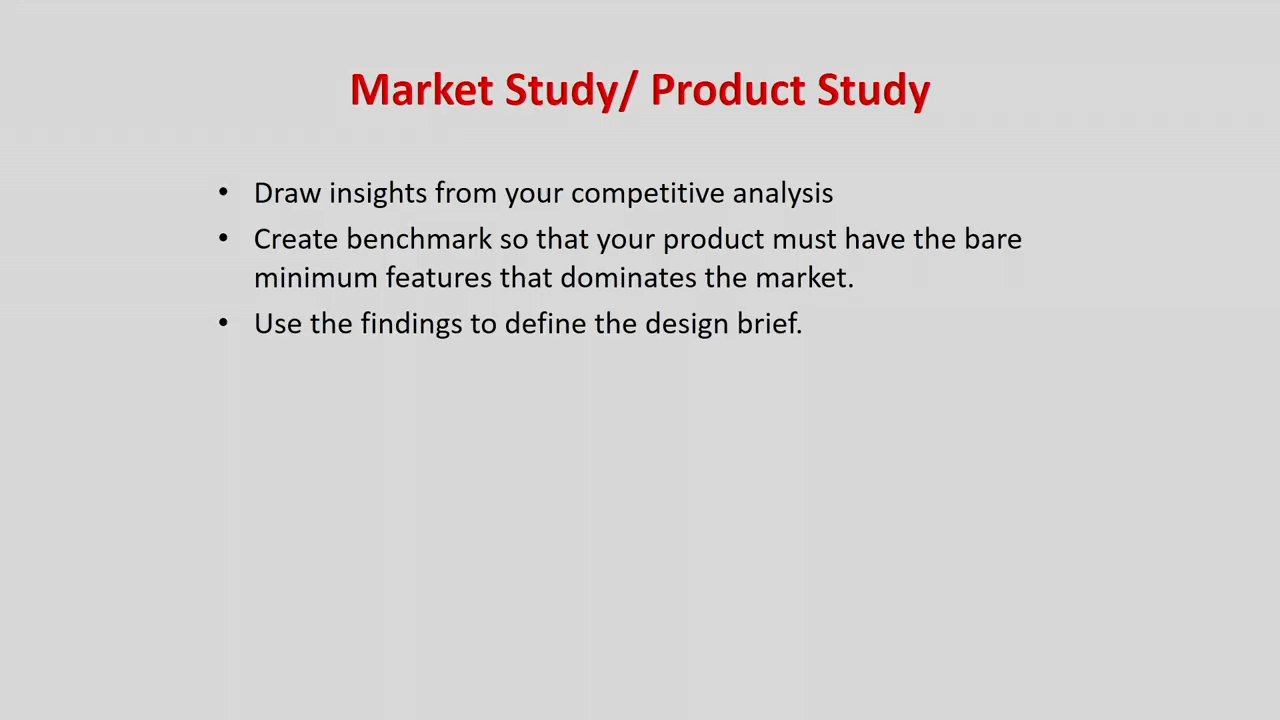 Market Study/ Product Study
• Draw insights from your competitive analysis
• Create benchmark so that your product must have the bare
minimum features that dominates the market.
• Use the findings to define the design brief.